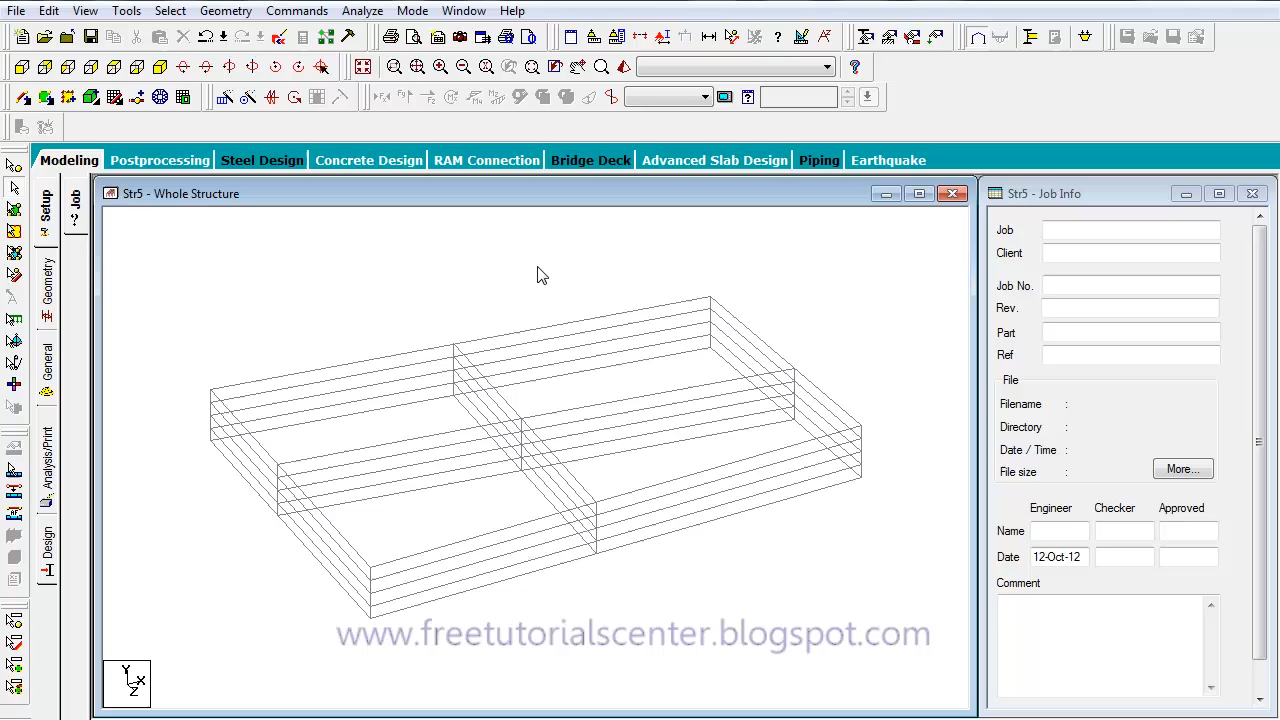 File Edit View Tools Select Geometry Commands Analyze Mode Window Help
Modeling Postprocessing Steel Design Concrete Design RAM Connection Bridge Deck Advanced Slab Design Piping Earthquake
Setup
Geometry
General
Analysis/Print
Design
? Job
Str5 - Whole Structure
Y
X
Z
www.freetutorialscenter.blogspot.com
Str5 - Job Info
Job
Client
Job No.
Rev.
Part
Ref
File
Filename :
Directory :
Date / Time :
File size : More...
Engineer Checker Approved
Name
Date 12-Oct-12
Comment